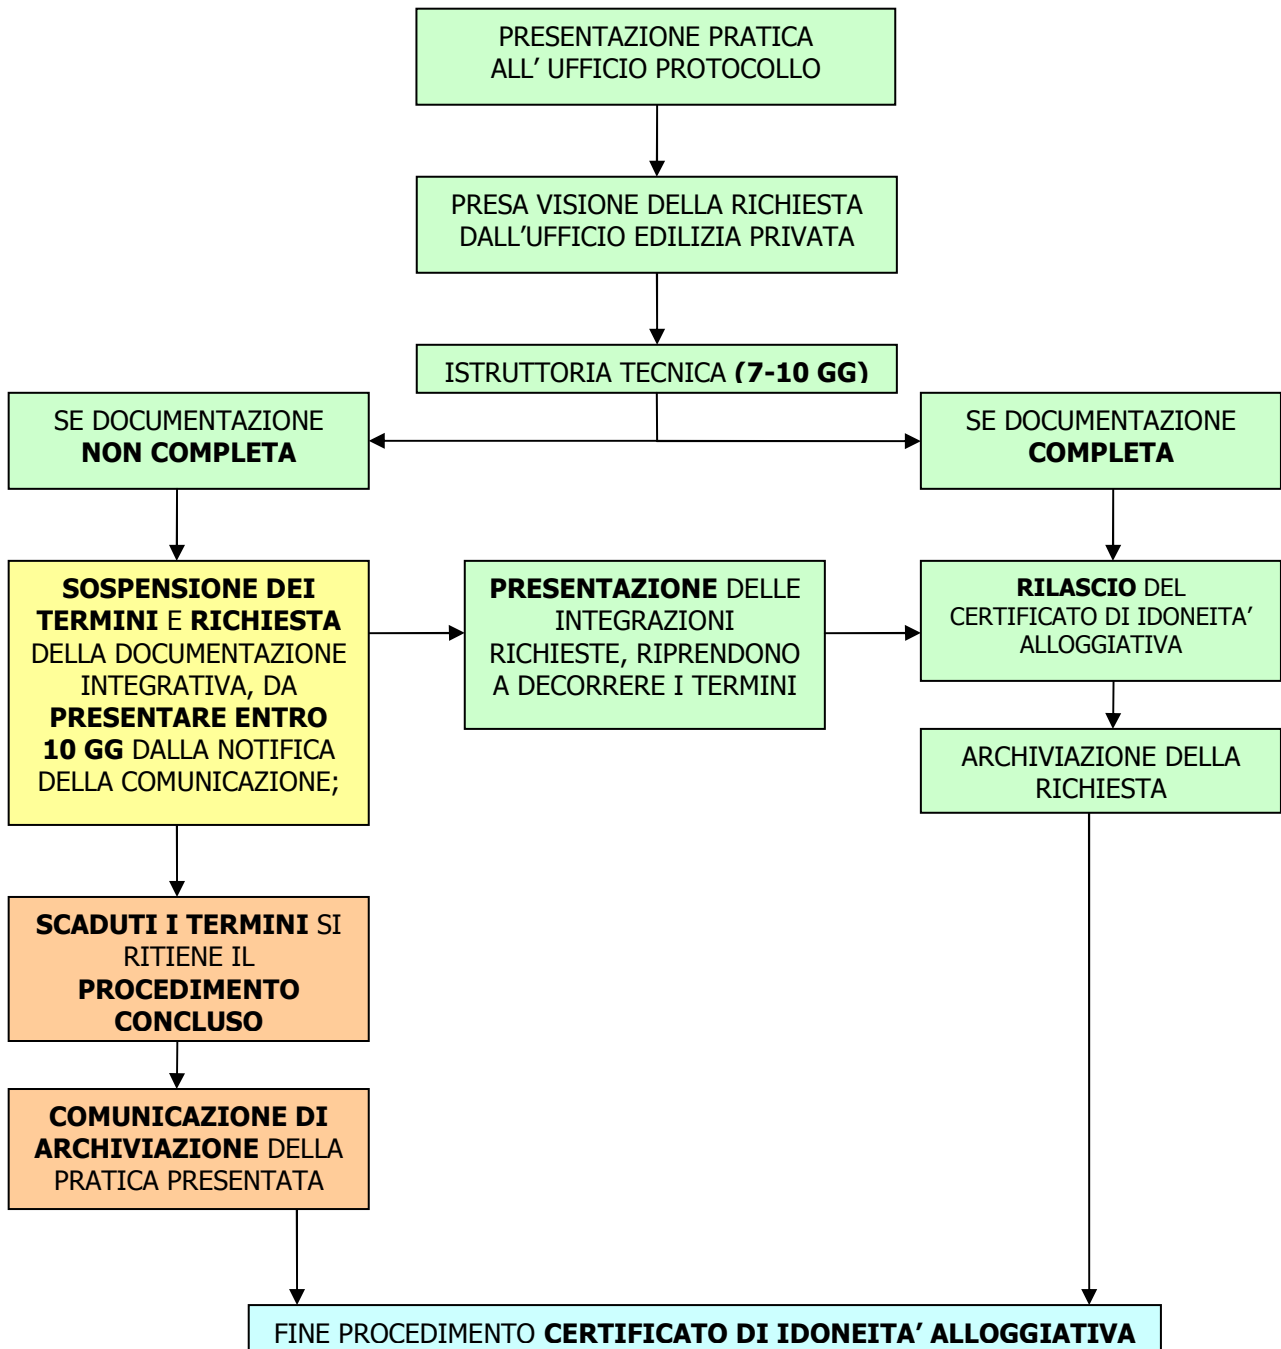 PRESENTAZIONE PRATICA
ALL’ UFFICIO PROTOCOLLO
PRESA VISIONE DELLA RICHIESTA
DALL’UFFICIO EDILIZIA PRIVATA
ISTRUTTORIA TECNICA (7-10 GG)
SE DOCUMENTAZIONE
NON COMPLETA
SE DOCUMENTAZIONE
COMPLETA
SOSPENSIONE DEI
TERMINI E RICHIESTA
DELLA DOCUMENTAZIONE
INTEGRATIVA, DA
PRESENTARE ENTRO
10 GG DALLA NOTIFICA
DELLA COMUNICAZIONE;
PRESENTAZIONE DELLE
INTEGRAZIONI
RICHIESTE, RIPRENDONO
A DECORRERE I TERMINI
RILASCIO DEL
CERTIFICATO DI IDONEITA’
ALLOGGIATIVA
ARCHIVIAZIONE DELLA
RICHIESTA
SCADUTI I TERMINI SI
RITIENE IL
PROCEDIMENTO
CONCLUSO
COMUNICAZIONE DI
ARCHIVIAZIONE DELLA
PRATICA PRESENTATA
FINE PROCEDIMENTO CERTIFICATO DI IDONEITA’ ALLOGGIATIVA